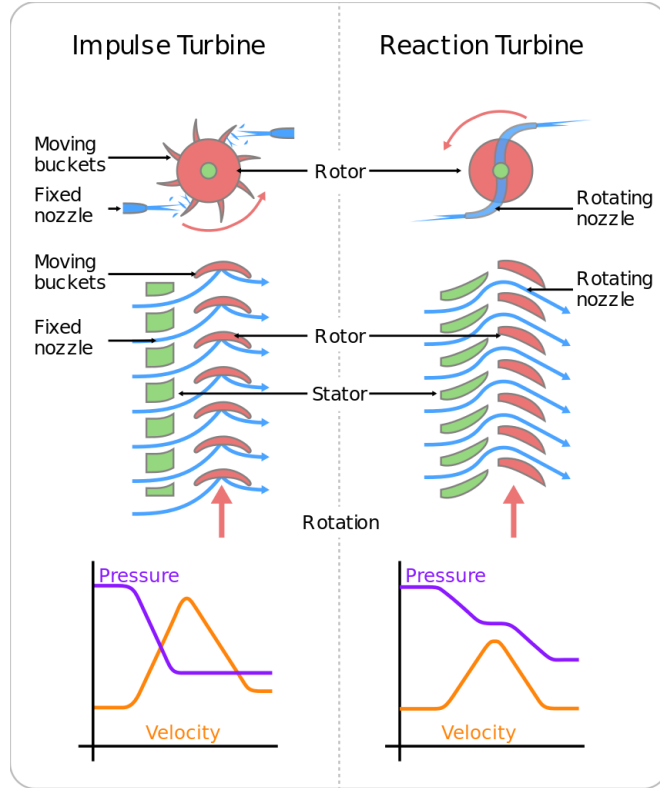 Impulse Turbine
Reaction Turbine
Moving
buckets
Fixed
nozzle
Rotor
Rotating
nozzle
Moving
buckets
Fixed
nozzle
Rotor
Stator
Rotating
nozzle
Rotation
Pressure
Velocity
Pressure
Velocity